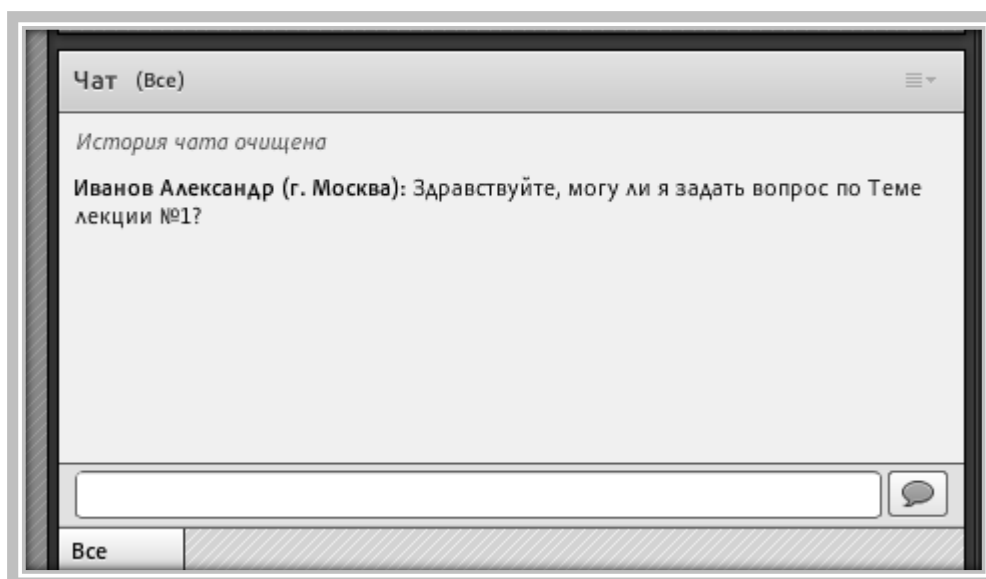 Чат (Все)
История чата очищена
Иванов Александр (г. Москва): Здравствуйте, могу ли я задать вопрос по Теме
лекции №1?
Все